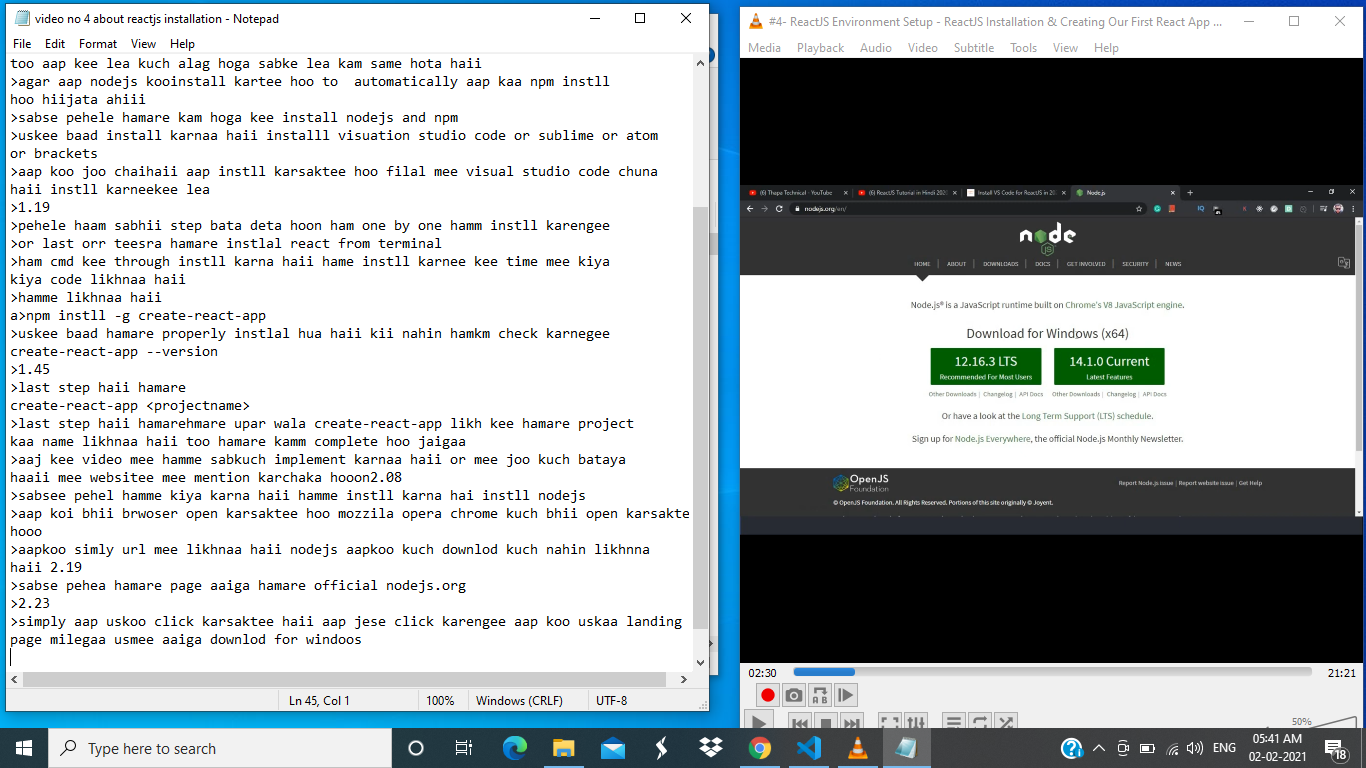 video no 4 about reactjs installation - Notepad
File Edit Format View Help
too aap kee lea kuch alag hoga sabke lea kam same hota haii
>agar aap nodejs kooinstall kartee hoo to  automatically aap kaa npm instll
hoo hiijata ahiii
>sabse pehele hamare kam hoga kee install nodejs and npm
>uskee baad install karnaa haii installl visuation studio code or sublime or atom
or brackets
>aap koo joo chaihaii aap instll karsaktee hoo filal mee visual studio code chuna
haii instll karneekee lea
>1.19
>pehele haam sabhii step bata deta hoon ham one by one hamm instll karengee
>or last orr teesra hamare instlal react from terminal
>ham cmd kee through instll karna haii hame instll karnee kee time mee kiya
kiya code likhnaa haii
>hamme likhnaa haii
a>npm instll -g create-react-app
>uskee baad hamare properly instlal hua haii kii nahin hamkm check karnegee
create-react-app --version
>1.45
>last step haii hamare
create-react-app <projectname>
>last step haii hamarehmare upar wala create-react-app likh kee hamare project
kaa name likhnaa haii too hamare kamm complete hoo jaigaa
>aaj kee video mee hamme sabkuch implement karnaa haii or mee joo kuch bataya
haaii mee websitee mee mention karchaka hooon2.08
>sabsee pehel hamme kiya karna haii hamme instll karna hai instll nodejs
>aap koi bhii brwoser open karsaktee hoo mozzila opera chrome kuch bhii open karsakte
hooo
>aapkoo simly url mee likhnaa haii nodejs aapkoo kuch downlod kuch nahin likhnna
haii 2.19
>sabse pehea hamare page aaiga hamare official nodejs.org
>2.23
>simply aap uskoo click karsaktee haii aap jese click karengee aap koo uskaa landing
page milegaa usmee aaiga downlod for windoos
Ln 45, Col 1 100% Windows (CRLF) UTF-8
#4- ReactJS Environment Setup - ReactJS Installation & Creating Our First React App ...
Media Playback Audio Video Subtitle Tools View Help
(6) Thapa Technical - YouTube (6) ReactJS Tutorial in Hindi 202 Install VS Code for ReactJS in 20 Node.js
nodejs.org/en/
node
JS
HOME | ABOUT | DOWNLOADS | DOCS | GET INVOLVED | SECURITY | NEWS
Node.js® is a JavaScript runtime built on Chrome's V8 JavaScript engine.
Download for Windows (x64)
12.16.3 LTS 14.1.0 Current
Recommended For Most Users Latest Features
Other Downloads | Changelog | API Docs Other Downloads | Changelog | API Docs
Or have a look at the Long Term Support (LTS) schedule.
Sign up for Node.js Everywhere, the official Node.js Monthly Newsletter.
OpenJS
Foundation
Report Node.js issue | Report website issue | Get Help
© OpenJS Foundation. All Rights Reserved. Portions of this site originally © Joyent.
02:30 21:21
50%
Type here to search
ENG
05:41 AM
02-02-2021
18